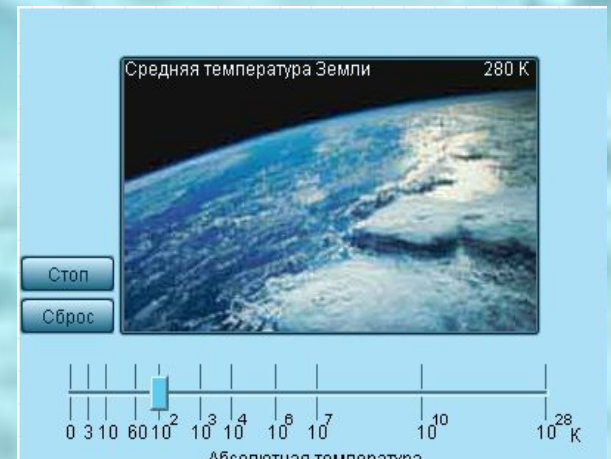 Средняя температура Земли 280 К
Стоп
Сброс
0 3 10 60 10² 10³ 10⁴ 10⁶ 10⁷ 10¹⁰ 10²⁸ К
Абсолютная температура